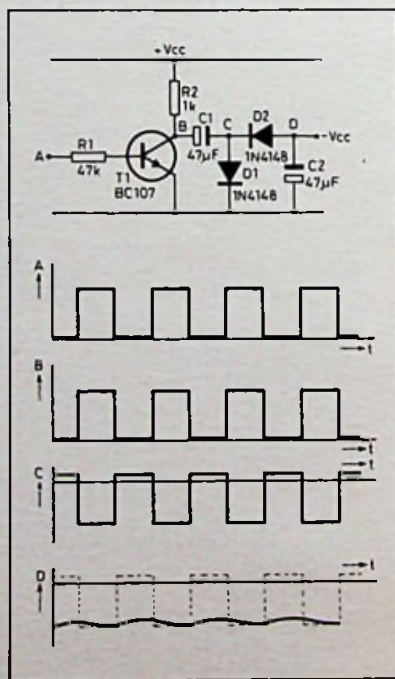 +Vcc
R2
1k
B
C1
C
D2
D
-Vcc
A
R1
47k
T1
BC107
47µF
1N4148
D1
1N4148
C2
47µF
A
t
B
t
C
t
D
t